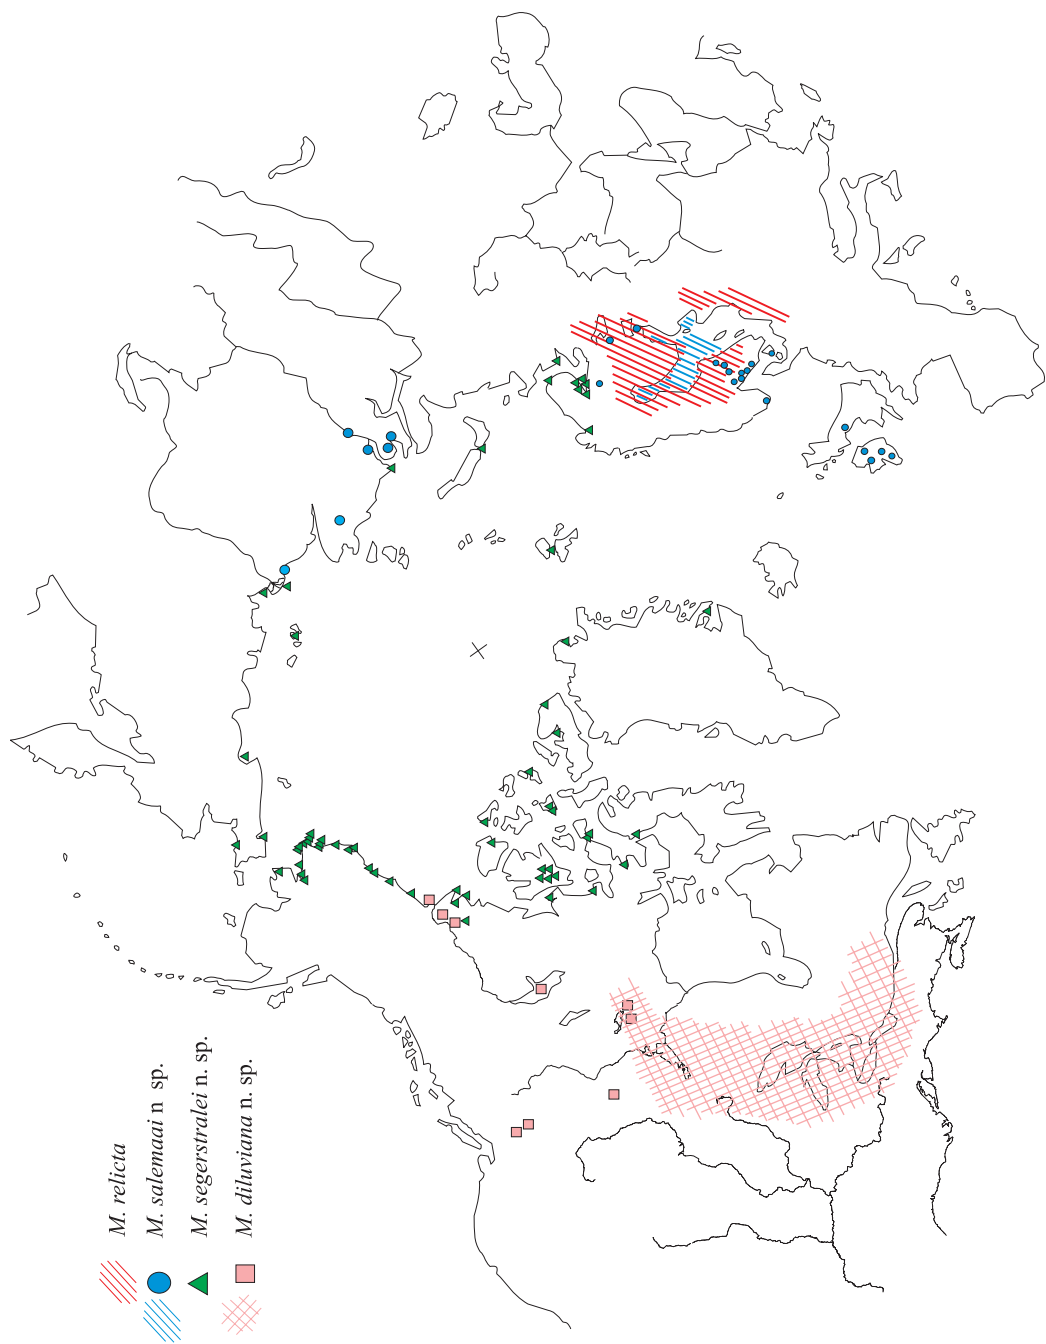 M. relicta
M. salemaai n sp.
M. segerstralei n. sp.
M. diluviana n. sp.